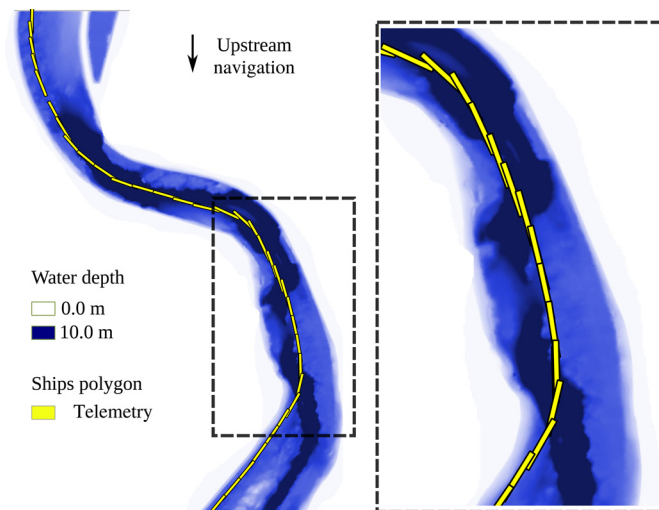 Upstream
navigation
Water depth
0.0 m
10.0 m
Ships polygon
Telemetry